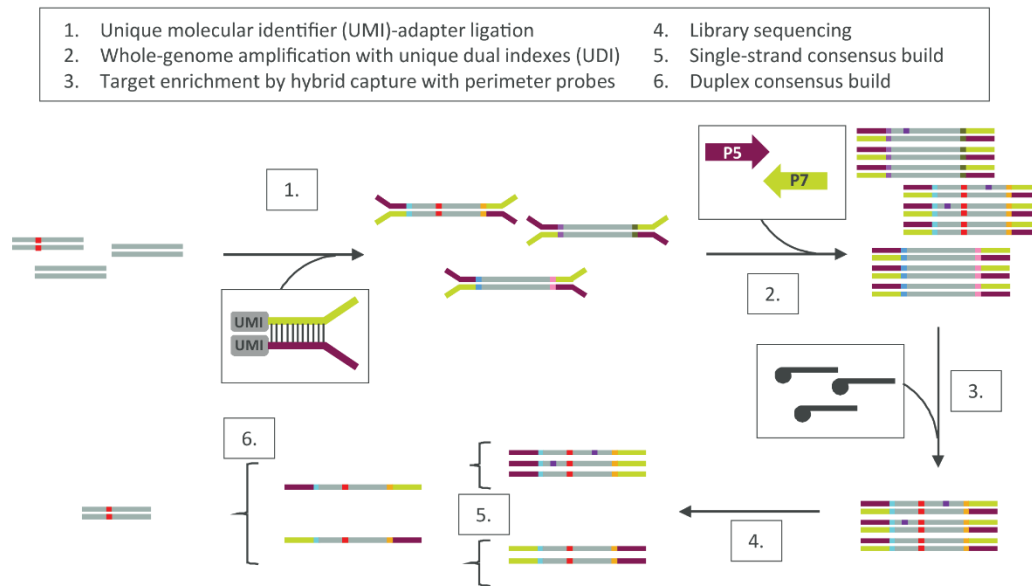 1. Unique molecular identifier (UMI)-adapter ligation
2. Whole-genome amplification with unique dual indexes (UDI)
3. Target enrichment by hybrid capture with perimeter probes
4. Library sequencing
5. Single-strand consensus build
6. Duplex consensus build
P5
P7
1.
2.
UMI
UMI
3.
6.
5.
4.